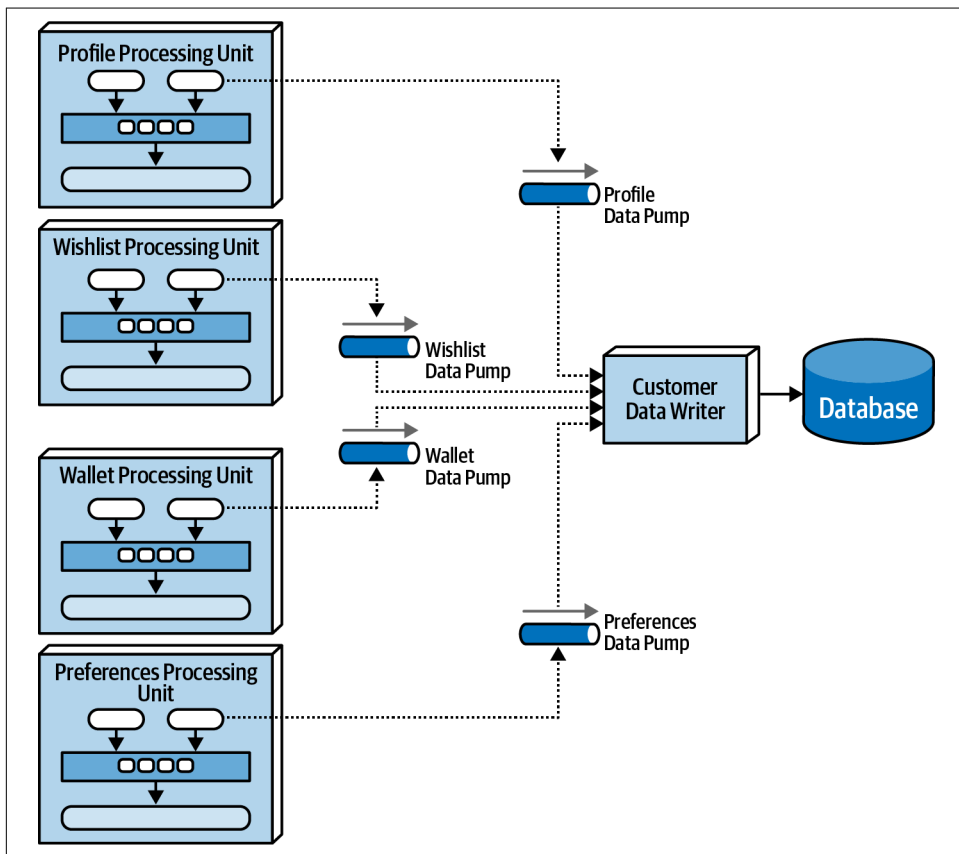 Profile Processing Unit
Profile
Data Pump
Wishlist Processing Unit
Wishlist
Data Pump
Customer
Data Writer
Database
Wallet
Data Pump
Wallet Processing Unit
Preferences
Data Pump
Preferences Processing
Unit